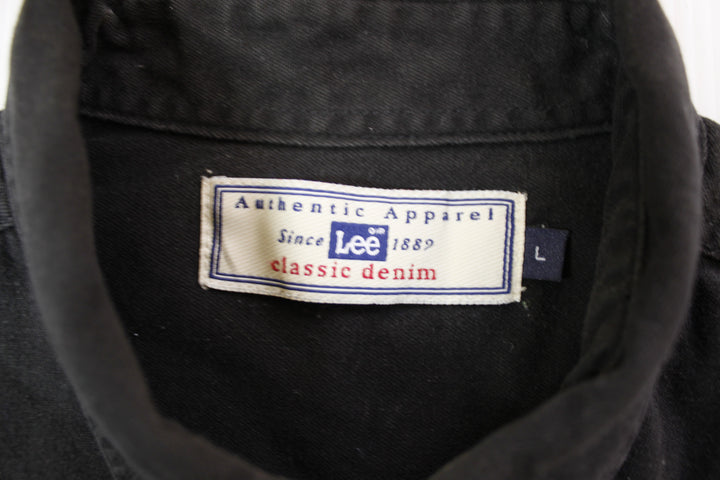 Authentic Apparel
Since Lee 1889
classic denim
L